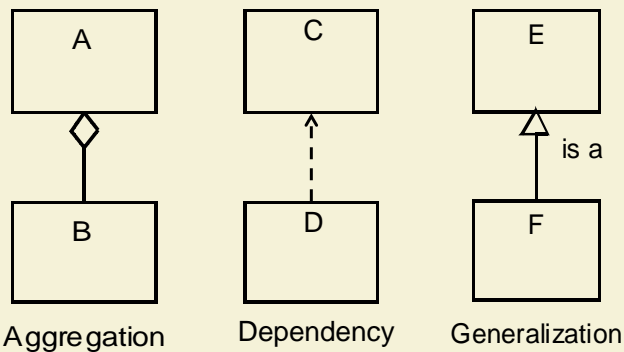 A
C
E
is a
B
D
F
Aggregation
Dependency
Generalization